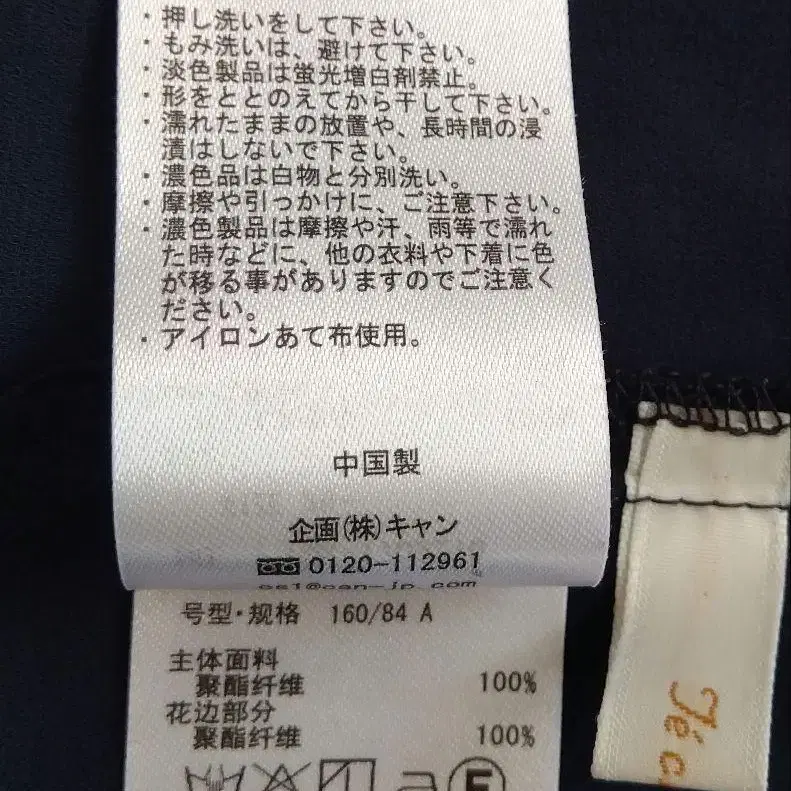 ・押し洗いをして下さい。
・もみ洗いは、避けて下さい。
・淡色製品は蛍光増白剤禁止。
・形をととのえてから干して下さい。
・濡れたままの放置や、長時間の浸
漬はしないで下さい。
・濃色品は白物と分別洗い。
・摩擦や引っかけに、ご注意下さい。
・濃色製品は摩擦や汗、雨等で濡れ
た時などに、他の衣料や下着に色
が移る事がありますのでご注意く
ださい。
・アイロンあて布使用。
中国製
企画(株)キャン
0120-112961
号型・规格 160/84 A
主体面料
聚酯纤维 100%
花边部分
聚酯纤维 100%